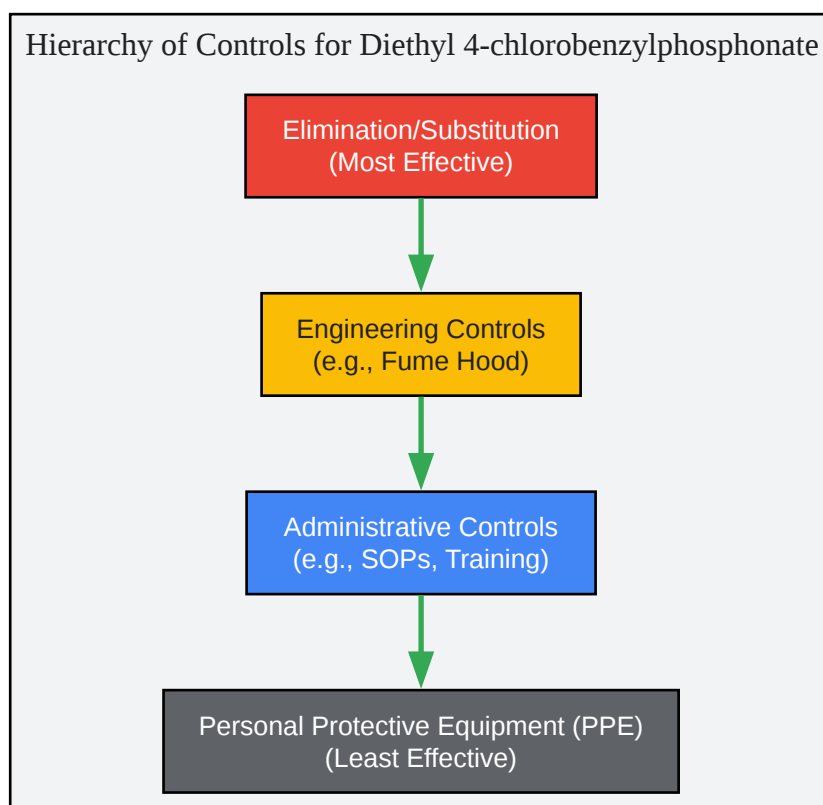 Hierarchy of Controls for Diethyl 4-chlorobenzylphosphonate
Elimination/Substitution
(Most Effective)
Engineering Controls
(e.g., Fume Hood)
Administrative Controls
(e.g., SOPs, Training)
Personal Protective Equipment (PPE)
(Least Effective)